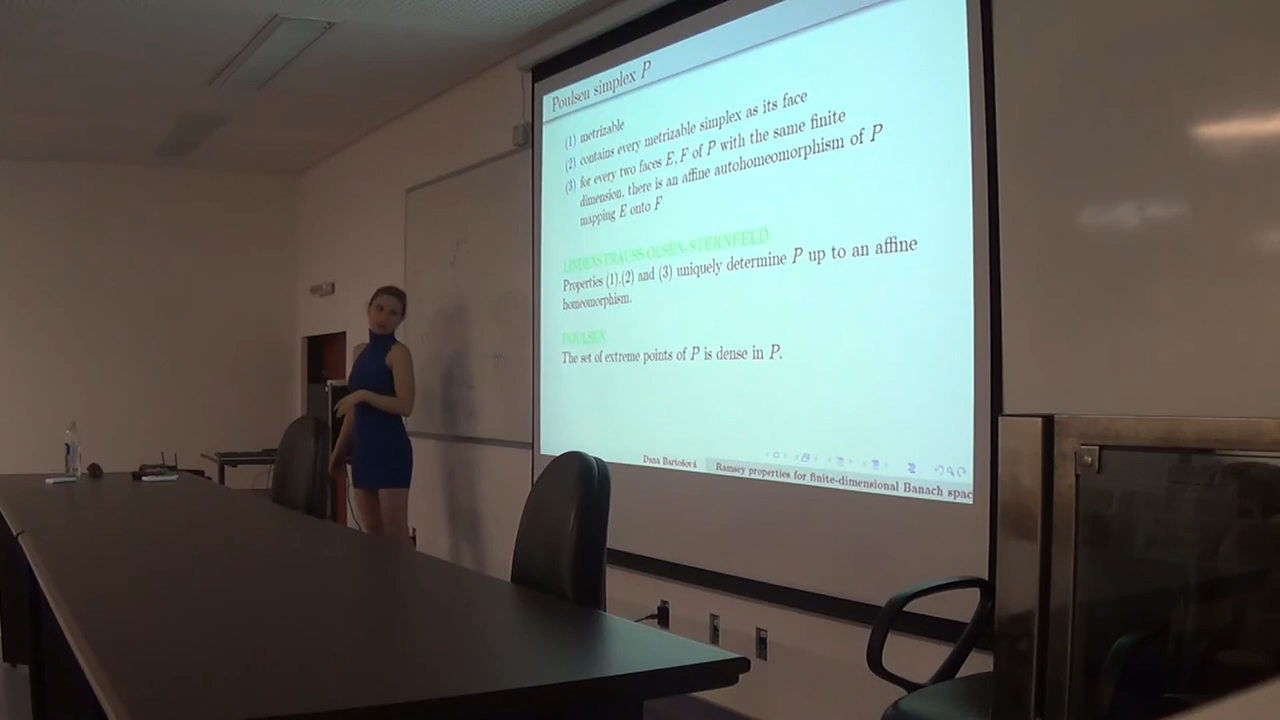 Poulsen simplex P
(1) metrizable
(2) contains every metrizable simplex as its face
(3) for every two faces E, F of P with the same finite
dimension, there is an affine autohomeomorphism of P
mapping E onto F
LINDENSTRAUSS-OLSEN-STERNFELD
Properties (1),(2) and (3) uniquely determine P up to an affine
homeomorphism.
POULSEN
The set of extreme points of P is dense in P.
Dana Bartošová Ramsey properties for finite-dimensional Banach spac